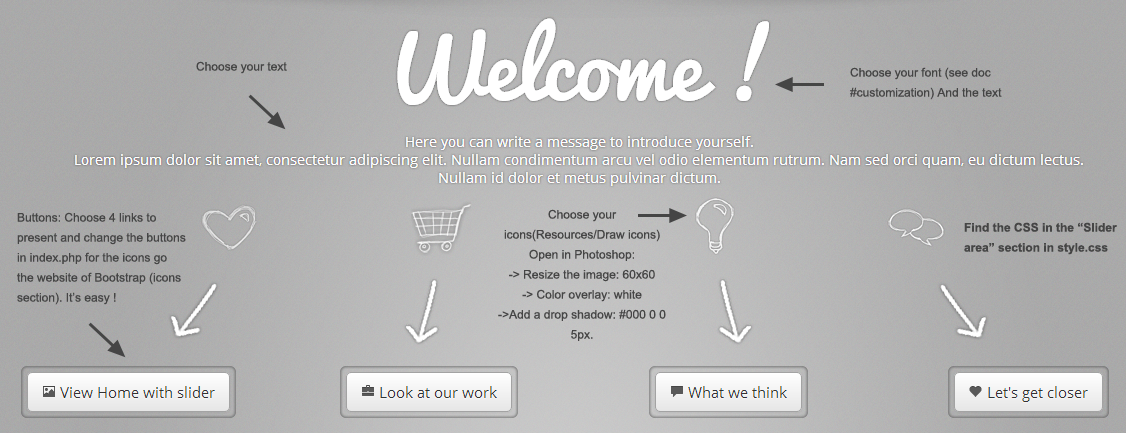 Welcome !
Choose your text
Choose your font (see doc
#customization) And the text
Here you can write a message to introduce yourself.
Lorem ipsum dolor sit amet, consectetur adipiscing elit. Nullam condimentum arcu vel odio elementum rutrum. Nam sed orci quam, eu dictum lectus.
Nullam id dolor et metus pulvinar dictum.
Buttons: Choose 4 links to
present and change the buttons
in index.php for the icons go
the website of Bootstrap (icons
section). It's easy !
Choose your
icons(Resources/Draw icons)
Open in Photoshop:
-> Resize the image: 60x60
-> Color overlay: white
->Add a drop shadow: #000 0 0
5px.
Find the CSS in the “Slider
area” section in style.css
View Home with slider
Look at our work
What we think
Let's get closer